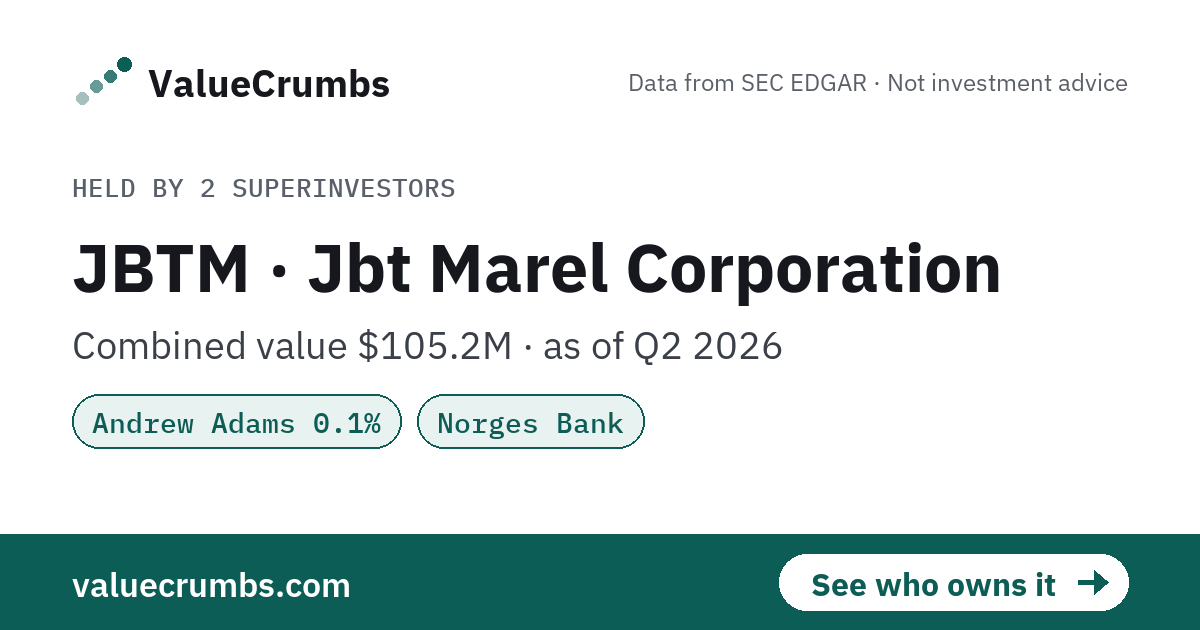 ValueCrumbs
Data from SEC EDGAR · Not investment advice
HELD BY 2 SUPERINVESTORS
JBTM · Jbt Marel Corporation
Combined value $105.2M · as of Q2 2026
Andrew Adams 0.1%
Norges Bank
valuecrumbs.com
See who owns it